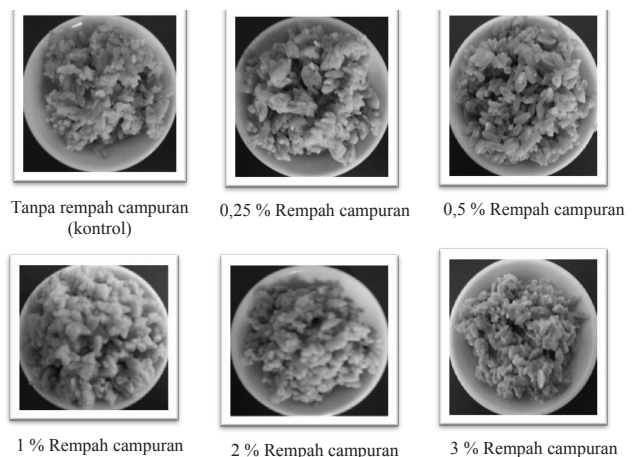 Tanpa rempah campuran
(kontrol)
0,25 % Rempah campuran
0,5 % Rempah campuran
1 % Rempah campuran
2 % Rempah campuran
3 % Rempah campuran